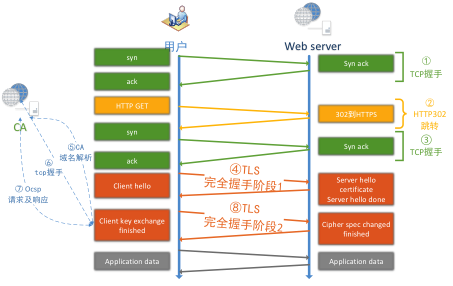 用户
Web server
syn
Syn ack
①
TCP握手
ack
HTTP GET
302到HTTPS
②
HTTP302
跳转
syn
Syn ack
③
TCP握手
ack
CA
⑤CA
域名解析
⑥
tcp握手
⑦ Ocsp
请求及响应
Client hello
④TLS
完全握手阶段1
Server hello
certificate
Server hello done
Client key exchange
finished
⑧TLS
完全握手阶段2
Cipher spec changed
finished
Application data
Application data